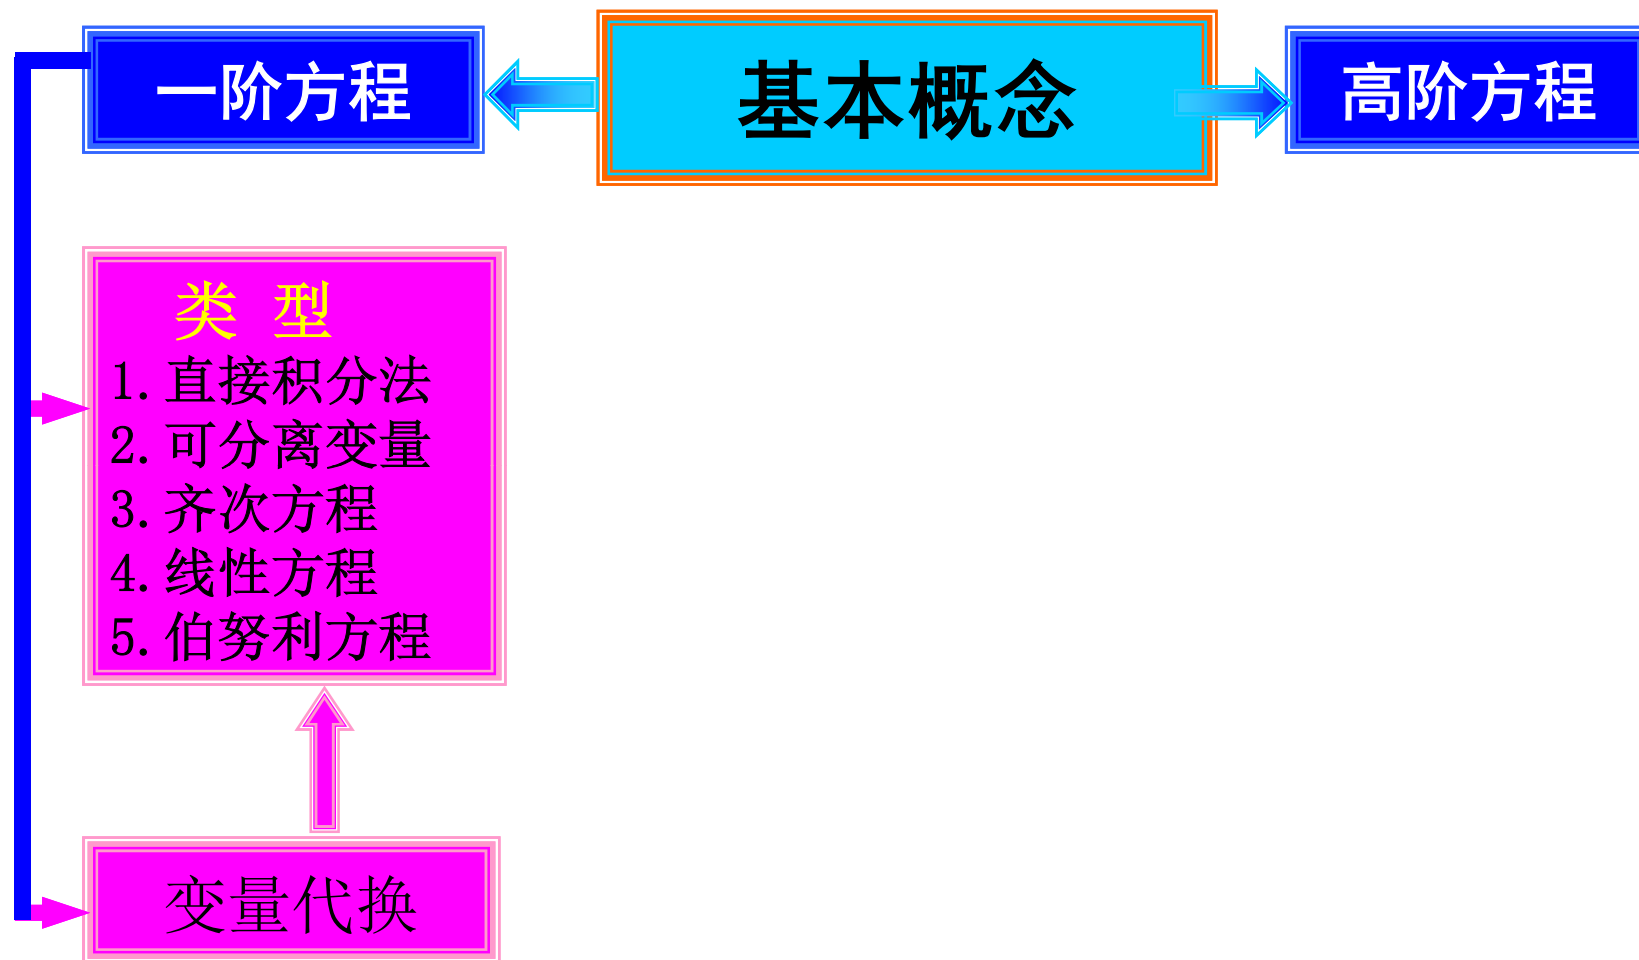 一阶方程
基本概念
高阶方程
类 型
1.直接积分法
2.可分离变量
3.齐次方程
4.线性方程
5.伯努利方程
变量代换